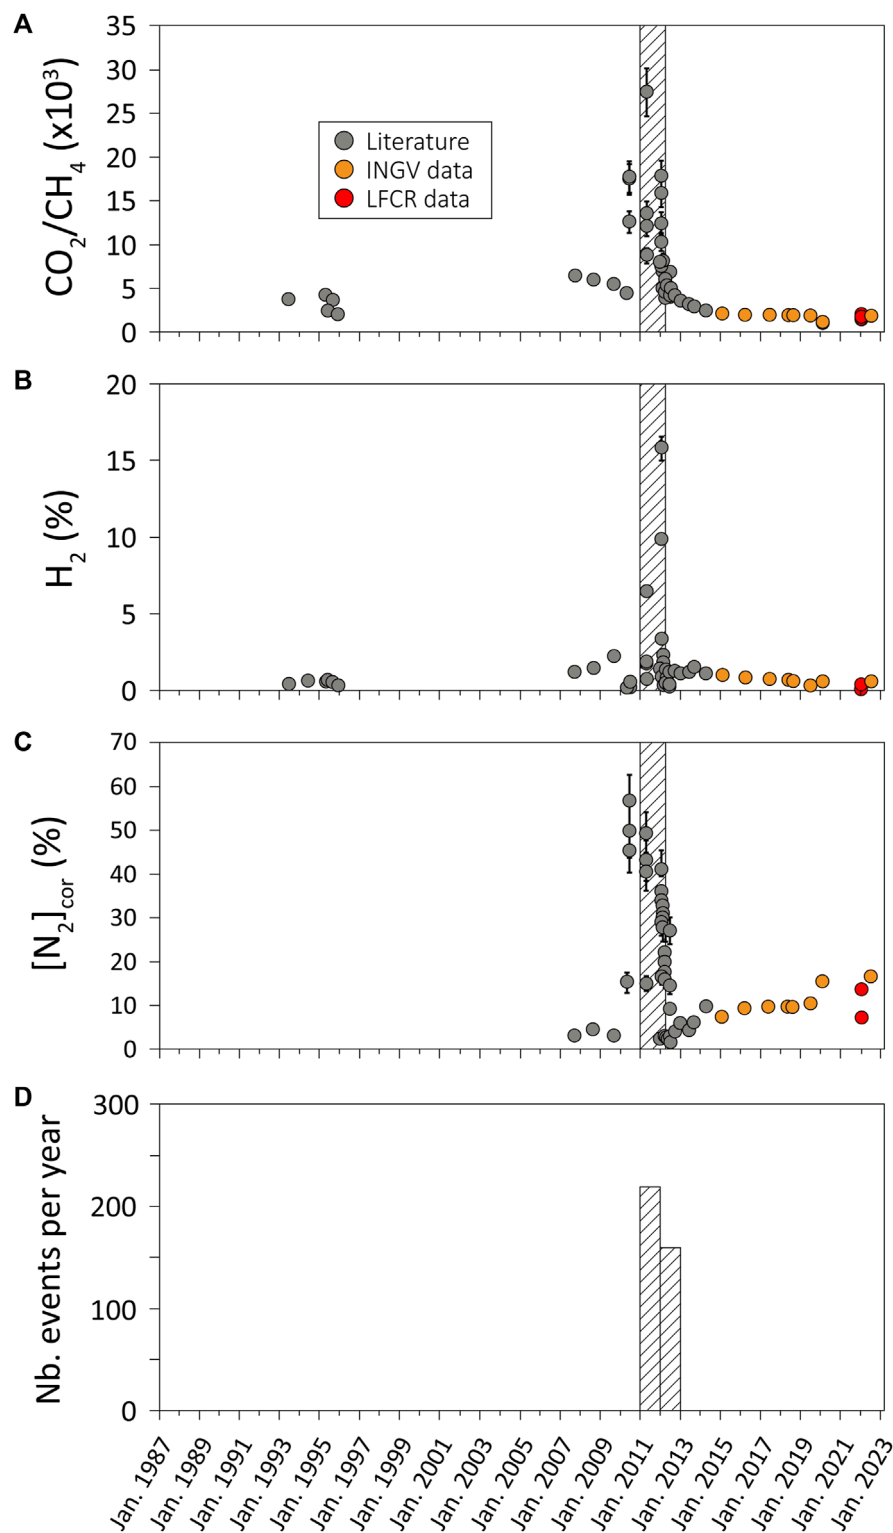 A
CO₂/CH₄ (x10³)
35
30
25
20
15
10
5
0
Literature
INGV data
LFCR data
B
H₂ (%)
20
15
10
5
0
C
[N₂]cor (%)
70
60
50
40
30
20
10
0
D
Nb. events per year
300
200
100
0
Jan. 1987
Jan. 1989
Jan. 1991
Jan. 1993
Jan. 1995
Jan. 1997
Jan. 1999
Jan. 2001
Jan. 2003
Jan. 2005
Jan. 2007
Jan. 2009
Jan. 2011
Jan. 2013
Jan. 2015
Jan. 2017
Jan. 2019
Jan. 2021
Jan. 2023